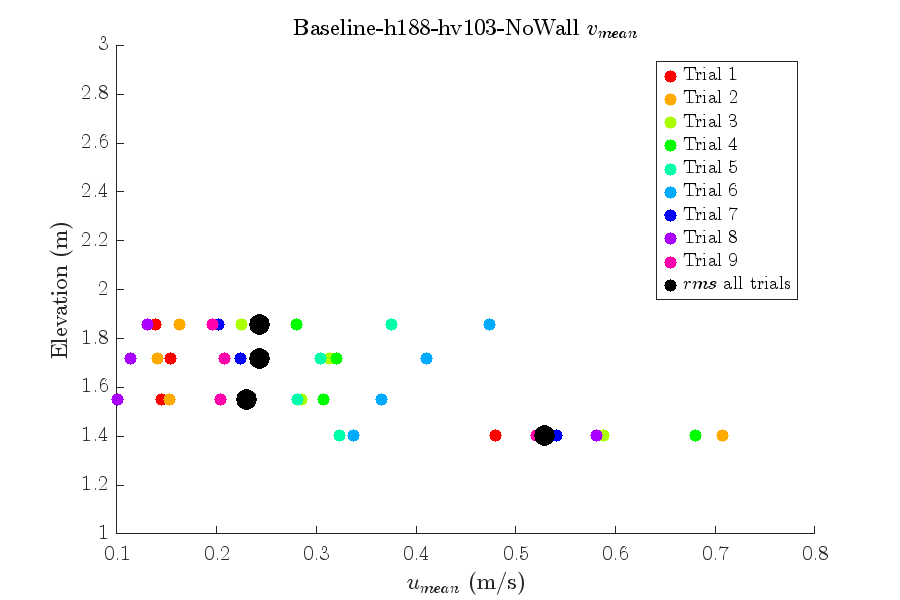 Baseline-h188-hv103-NoWall v_mean
3
2.8
2.6
2.4
2.2
2
1.8
1.6
1.4
1.2
1
Elevation (m)
0.1 0.2 0.3 0.4 0.5 0.6 0.7 0.8
u_mean (m/s)
Trial 1
Trial 2
Trial 3
Trial 4
Trial 5
Trial 6
Trial 7
Trial 8
Trial 9
rms all trials